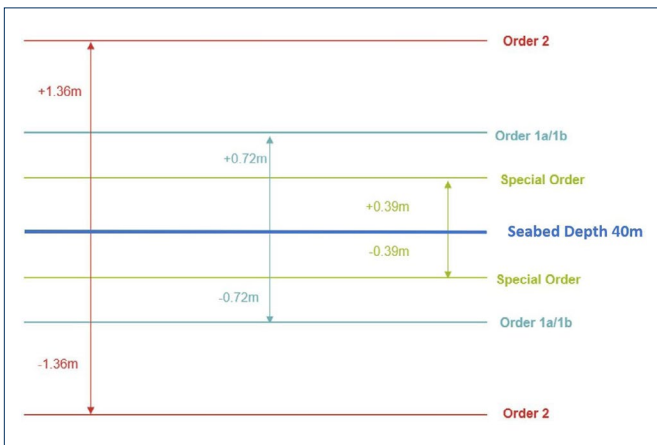 Order 2
+1.36m
Order 1a/1b
+0.72m
Special Order
+0.39m
Seabed Depth 40m
-0.39m
Special Order
-0.72m
Order 1a/1b
-1.36m
Order 2